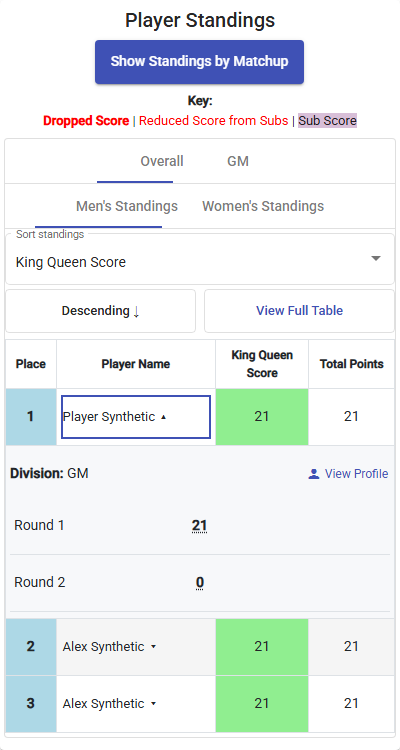 Player Standings
Show Standings by Matchup
Key:
Dropped Score | Reduced Score from Subs | Sub Score
Overall GM
Men's Standings Women's Standings
Sort standings
King Queen Score
Descending ↓ View Full Table
Place Player Name King Queen Score Total Points
1 Player Synthetic ▲ 21 21
Division: GM View Profile
Round 1 21
Round 2 0
2 Alex Synthetic ▼ 21 21
3 Alex Synthetic ▼ 21 21